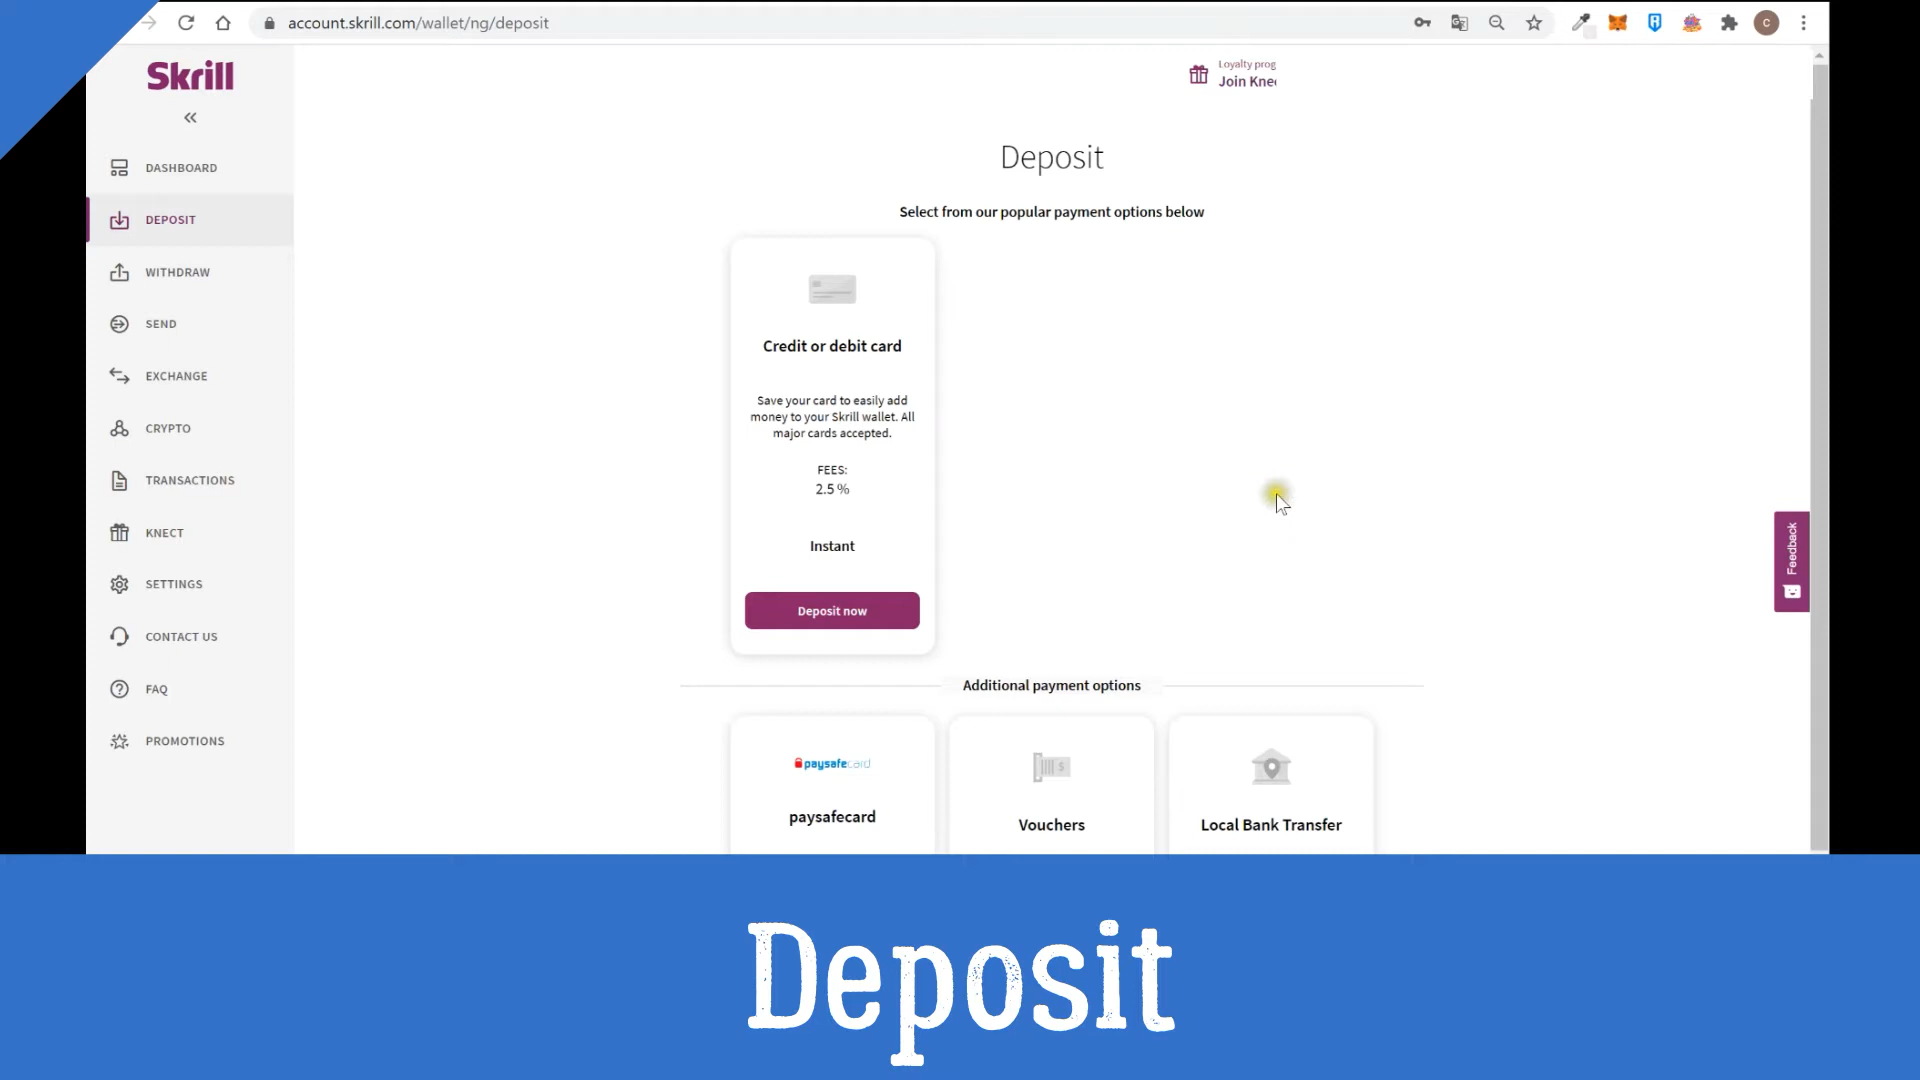 account.skrill.com/wallet/ng/deposit
C
Skrill
Loyalty prog
Join Knec
DASHBOARD
DEPOSIT
WITHDRAW
SEND
EXCHANGE
CRYPTO
TRANSACTIONS
KNECT
SETTINGS
CONTACT US
FAQ
PROMOTIONS
Deposit
Select from our popular payment options below
Credit or debit card
Save your card to easily add
money to your Skrill wallet. All
major cards accepted.
FEES:
2.5 %
Instant
Deposit now
Feedback
Additional payment options
paysafecard
paysafecard
Vouchers
Local Bank Transfer
Deposit